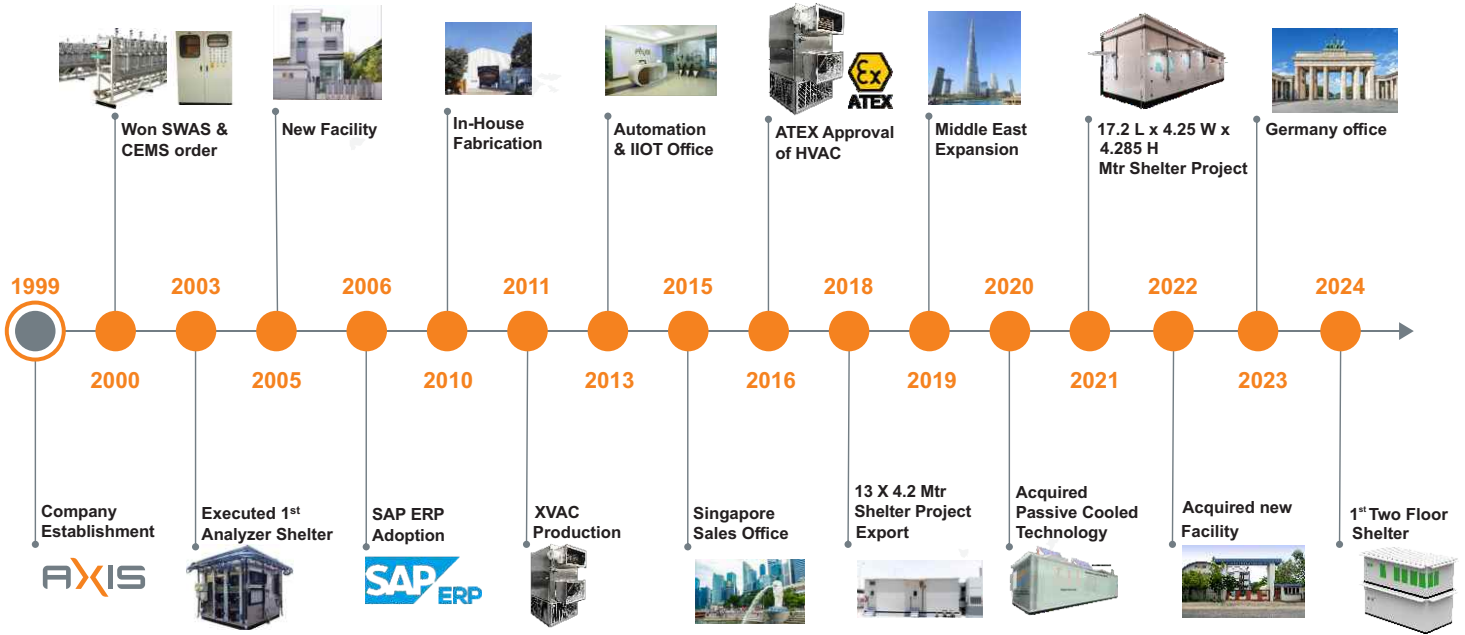 Won SWAS &
CEMS order
New Facility
In-House
Fabrication
Automation
& IIOT Office
Ex
ATEX
ATEX Approval
of HVAC
Middle East
Expansion
17.2 L x 4.25 W x
4.285 H
Mtr Shelter Project
Germany office
1999
2003
2006
2011
2015
2018
2020
2022
2024
2000
2005
2010
2013
2016
2019
2021
2023
Company
Establishment
AXIS
Executed 1st
Analyzer Shelter
SAP ERP
Adoption
SAP ERP
XVAC
Production
Singapore
Sales Office
13 X 4.2 Mtr
Shelter Project
Export
Acquired
Passive Cooled
Technology
Acquired new
Facility
1st Two Floor
Shelter